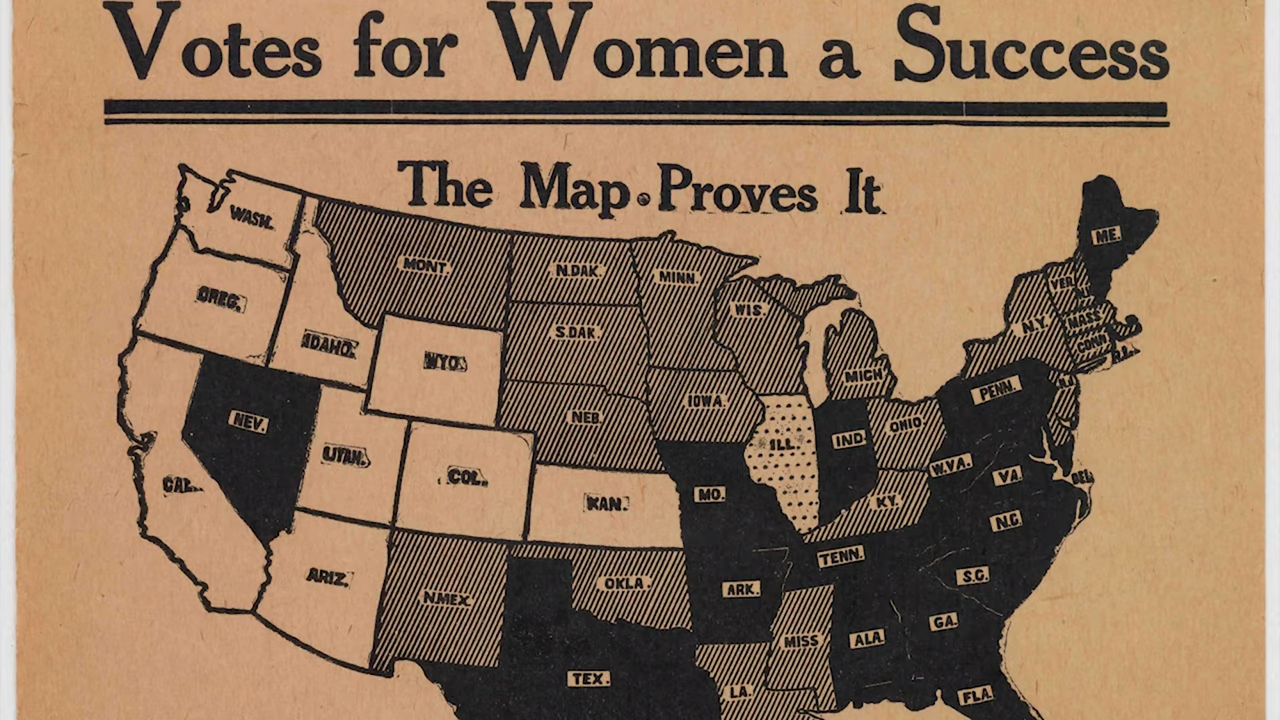 Votes for Women a Success
The Map Proves It
WASH.
MONT.
N.DAK.
MINN.
ME.
VER.
OREG.
IDAHO.
WYO.
S.DAK.
WIS.
N.Y.
MASS
CONN
R.I.
MICH
NEV.
UTAH.
COL.
NEB.
IOWA.
ILL.
IND.
OHIO.
PENN.
N.J.
CAL.
KAN.
MO.
KY.
W.VA.
VA.
DEL.
ARIZ.
N.MEX.
OKLA.
ARK.
TENN.
N.C.
S.C.
TEX.
LA.
MISS
ALA.
GA.
FLA.